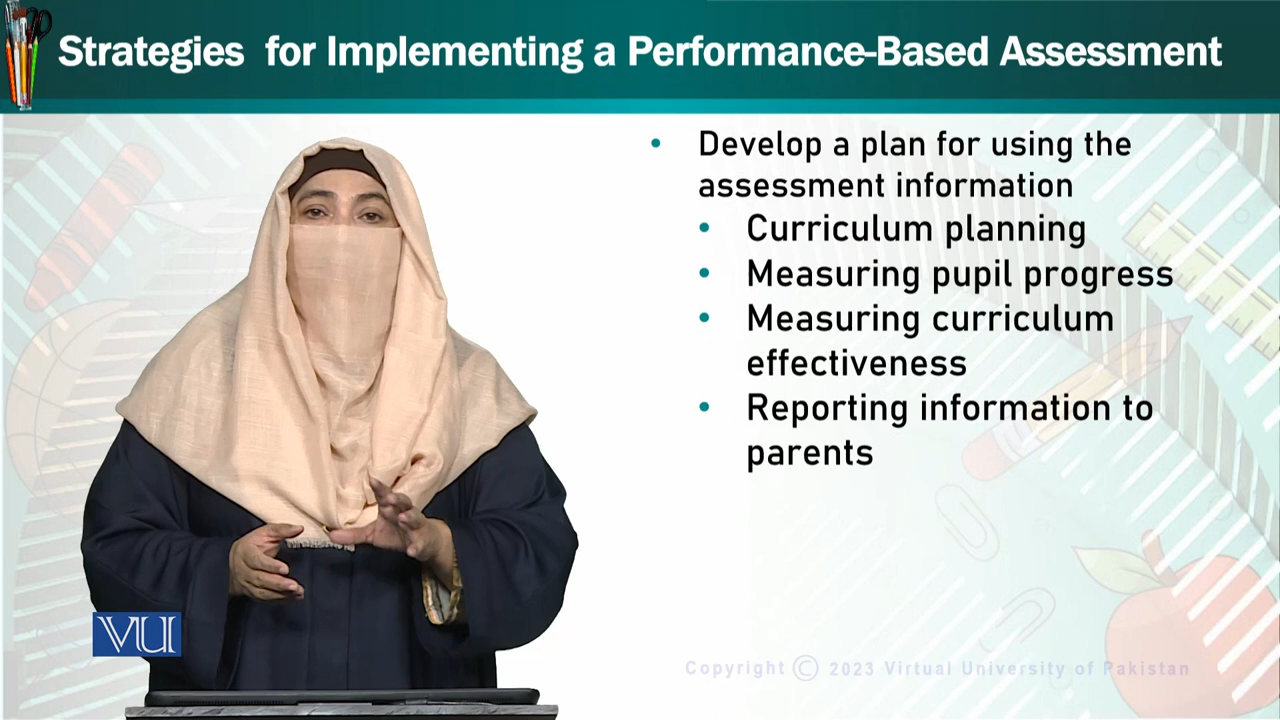 Strategies for Implementing a Performance-Based Assessment
• Develop a plan for using the
assessment information
• Curriculum planning
• Measuring pupil progress
• Measuring curriculum
effectiveness
• Reporting information to
parents
VU
Copyright © 2023 Virtual University of Pakistan